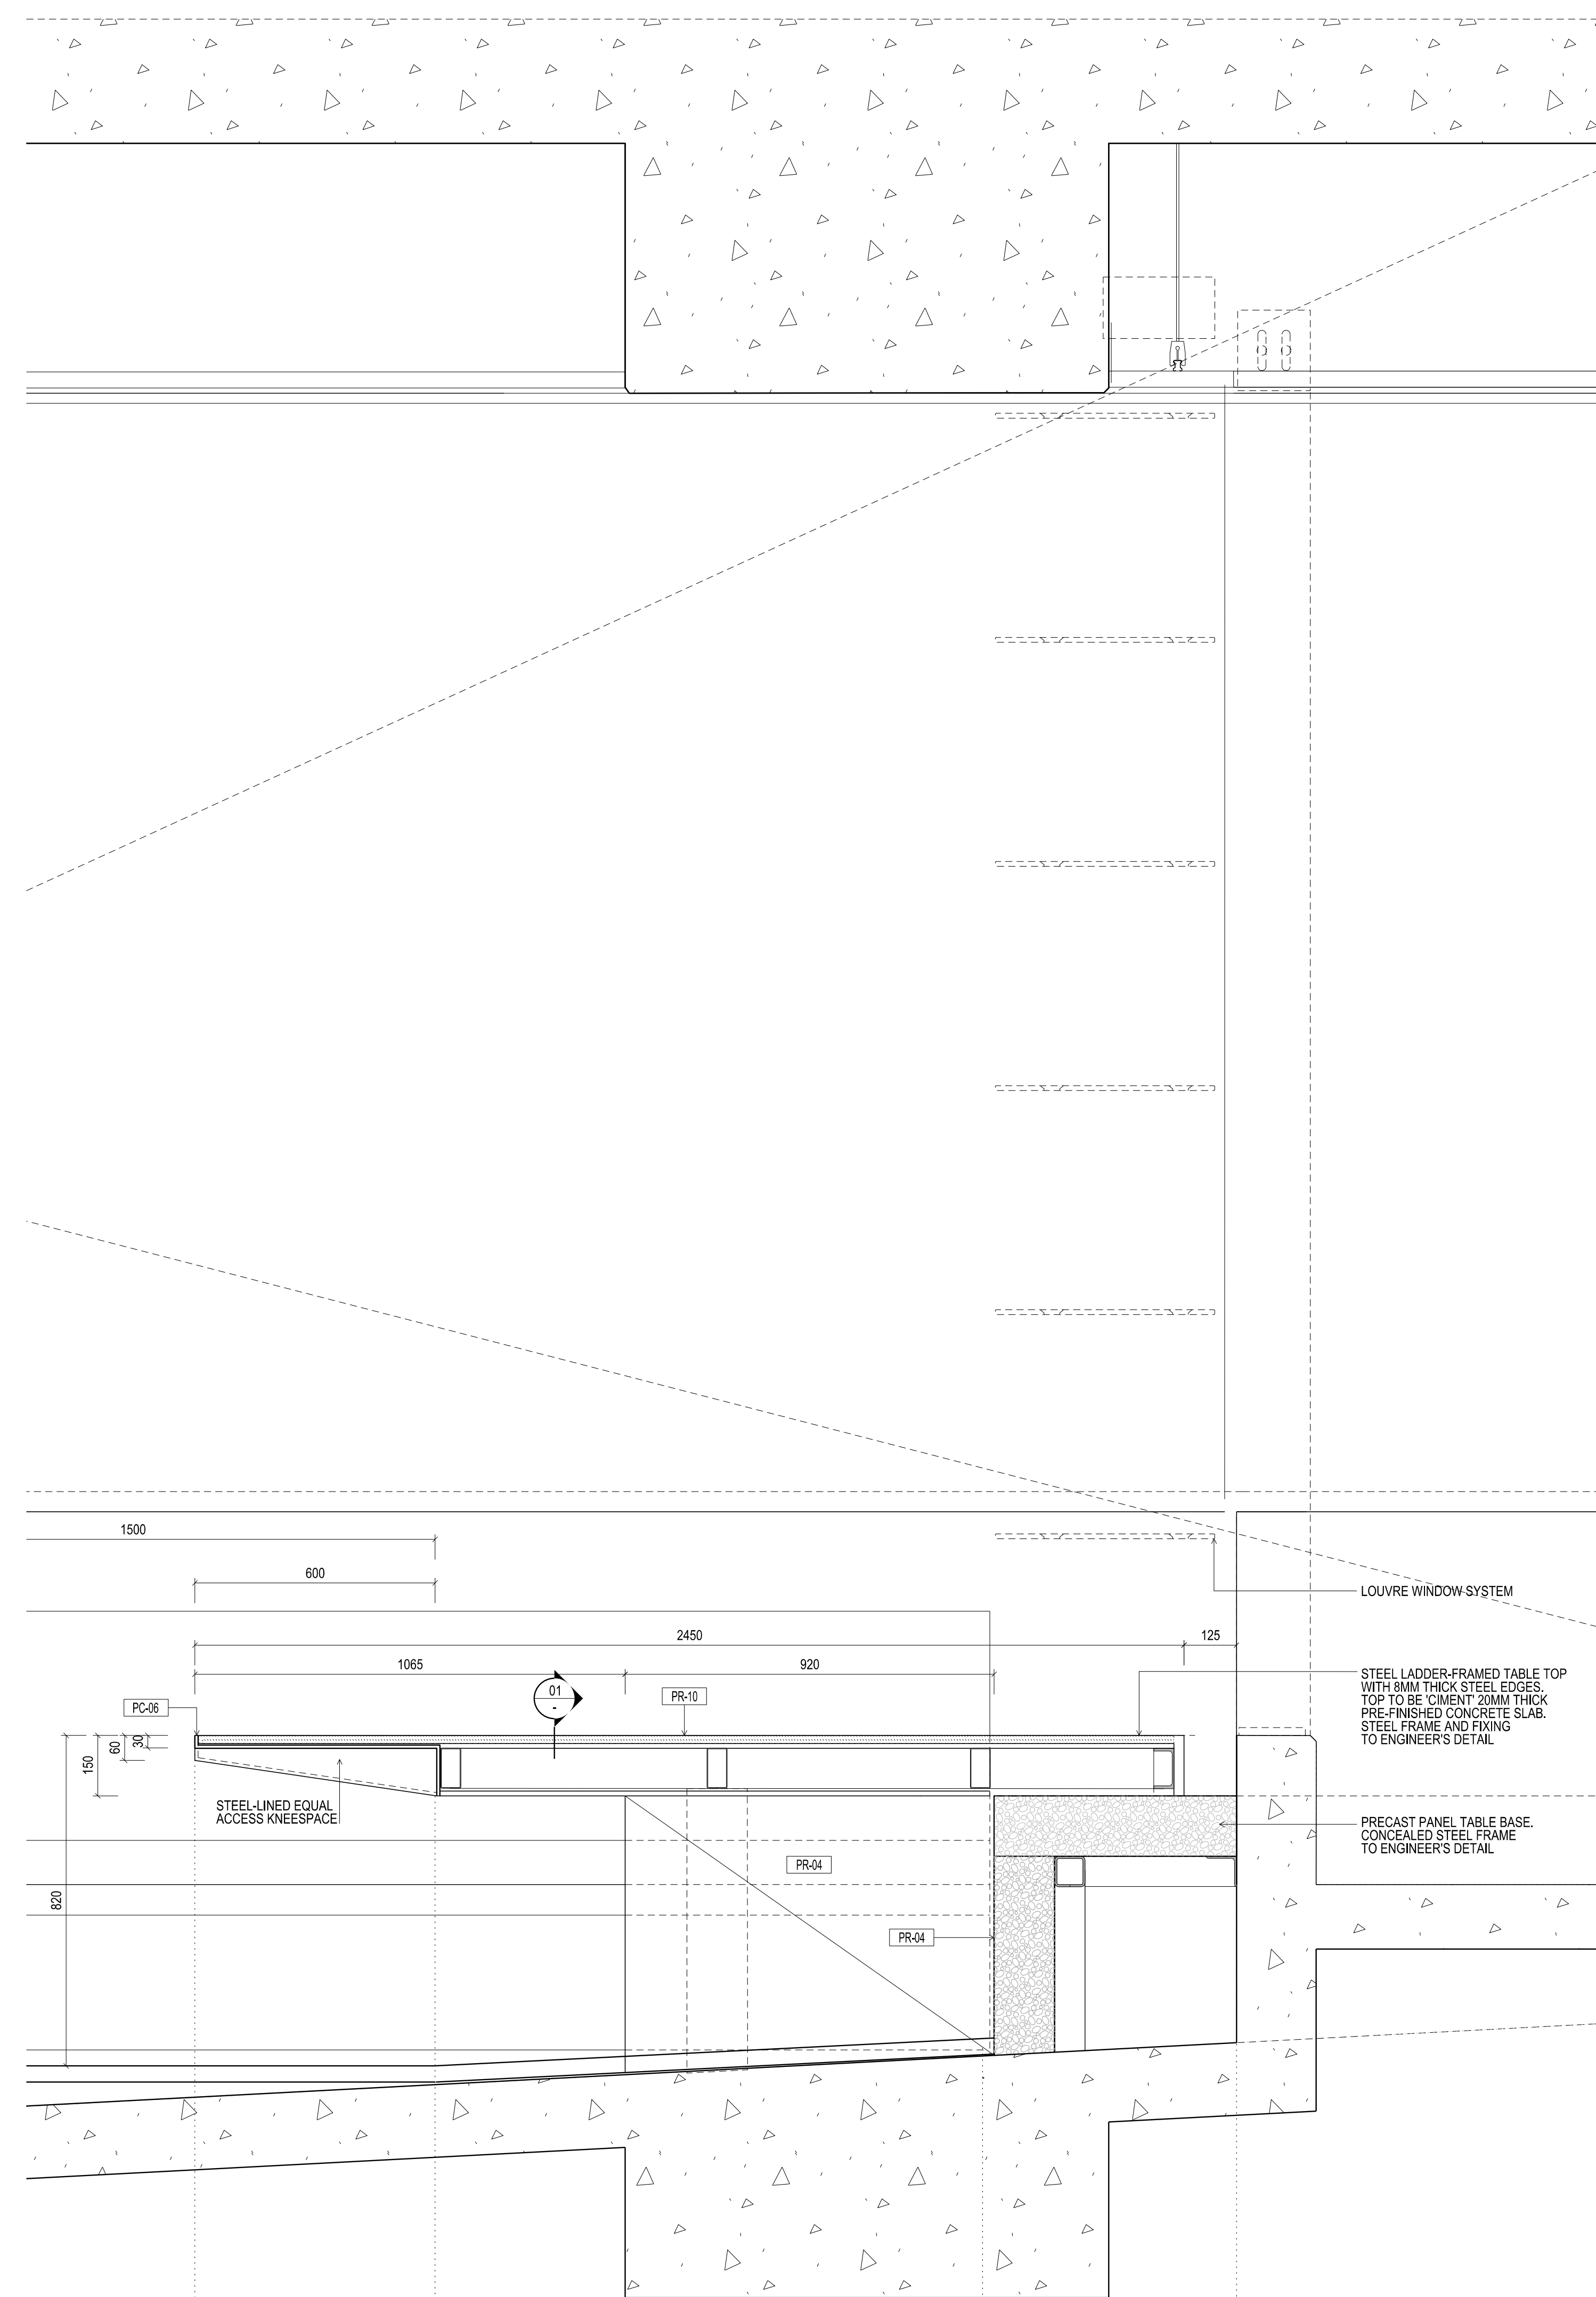 1500
600
LOUVRE WINDOW SYSTEM
2450
125
1065
920
01
-
PR-10
PC-06
STEEL LADDER-FRAMED TABLE TOP
WITH 8MM THICK STEEL EDGES.
TOP TO BE 'CIMENT' 20MM THICK
PRE-FINISHED CONCRETE SLAB.
STEEL FRAME AND FIXING
TO ENGINEER'S DETAIL
30
60
150
STEEL-LINED EQUAL
ACCESS KNEESPACE
PRECAST PANEL TABLE BASE.
CONCEALED STEEL FRAME
TO ENGINEER'S DETAIL
PR-04
820
PR-04